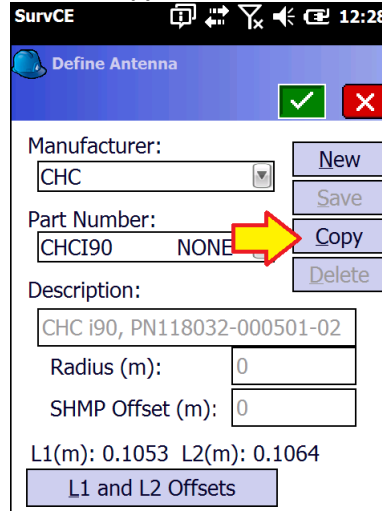 SurvCE 12:28
Define Antenna
Manufacturer:
New
CHC
Save
Part Number:
Copy
CHCI90 NONE
Delete
Description:
CHC i90, PN118032-000501-02
Radius (m): 0
SHMP Offset (m): 0
L1(m): 0.1053 L2(m): 0.1064
L1 and L2 Offsets